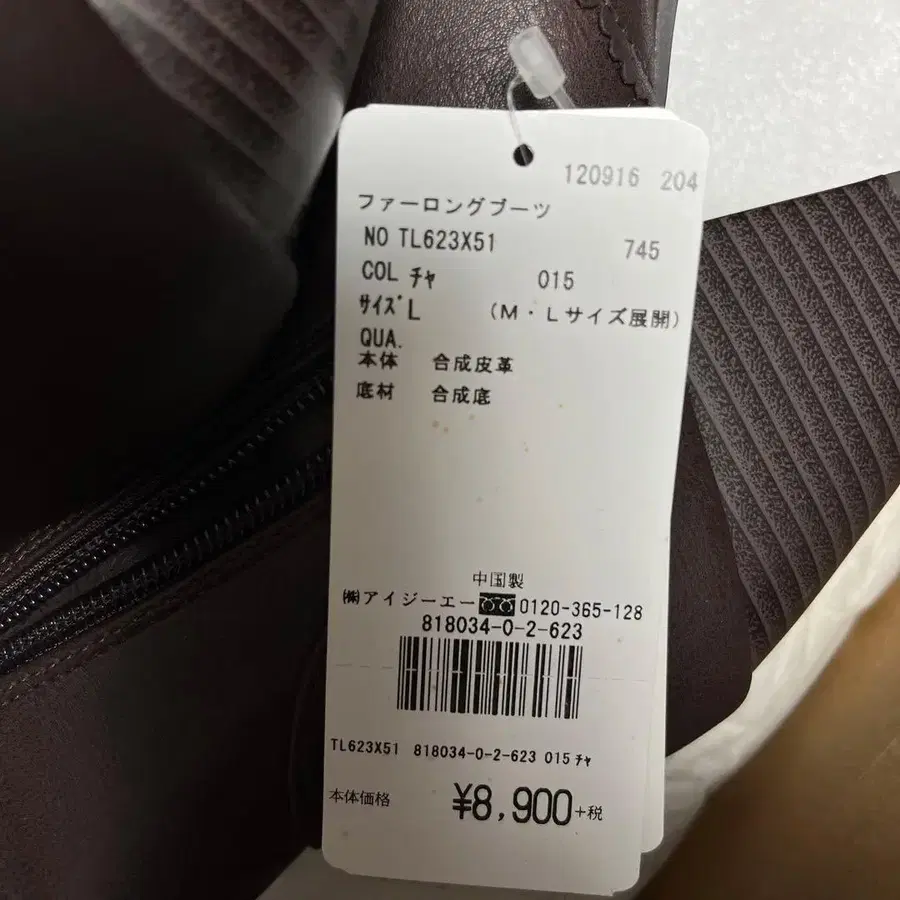 120916 204
ファーロングブーツ
NO TL623X51 745
COL チャ 015
サイズ L (M・Lサイズ展開)
QUA.
本体 合成皮革
底材 合成底
中国製
㈱アイジーエー 0120-365-128
818034-0-2-623
TL623X51 818034-0-2-623 015 チャ
本体価格 ¥8,900+税